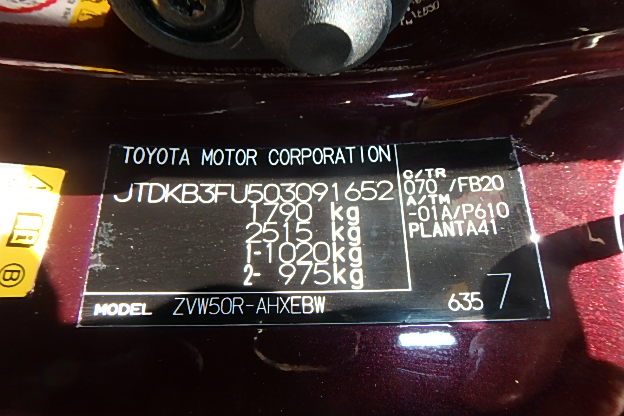 TOYOTA MOTOR CORPORATION
JTDKB3FU503091652
1790 kg
2515 kg
1-1020kg
2- 975kg
C/TR
070 /FB20
A/TM
-01A/P610
PLANTA41
MODEL ZVW50R-AHXEBW
635 7
B